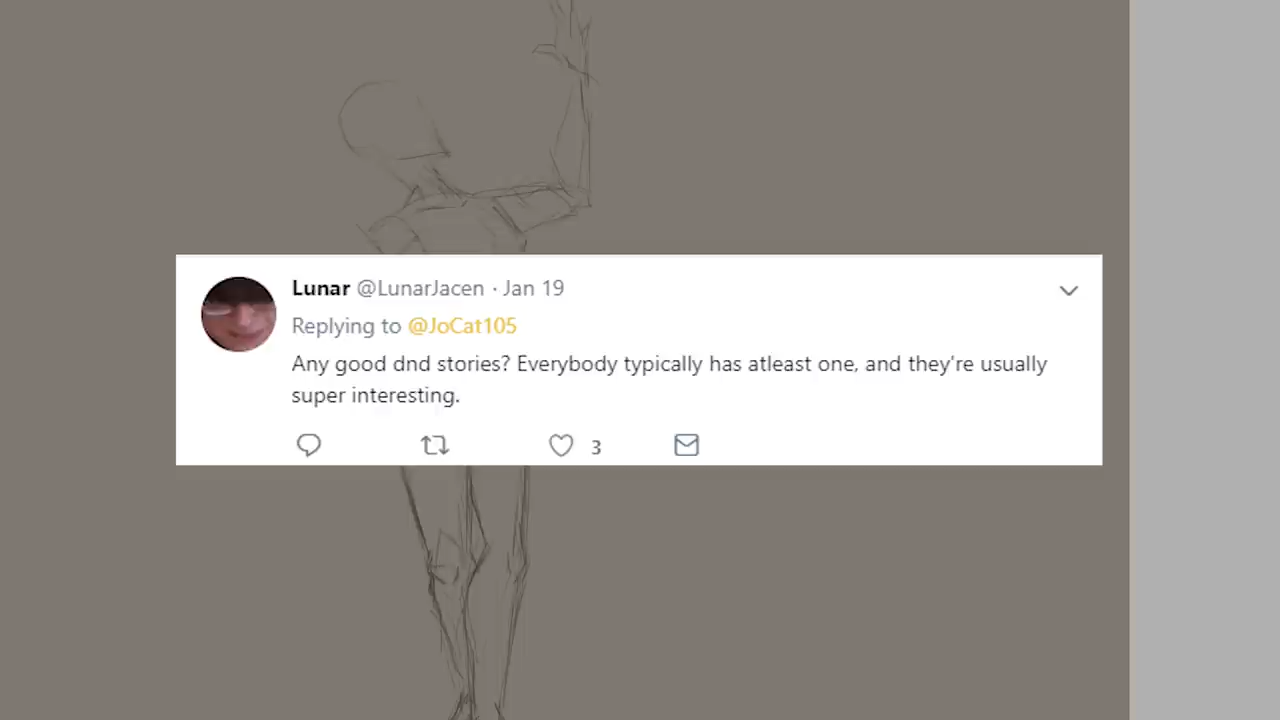 Lunar @LunarJacen · Jan 19
Replying to @JoCat105
Any good dnd stories? Everybody typically has atleast one, and they're usually
super interesting.
3